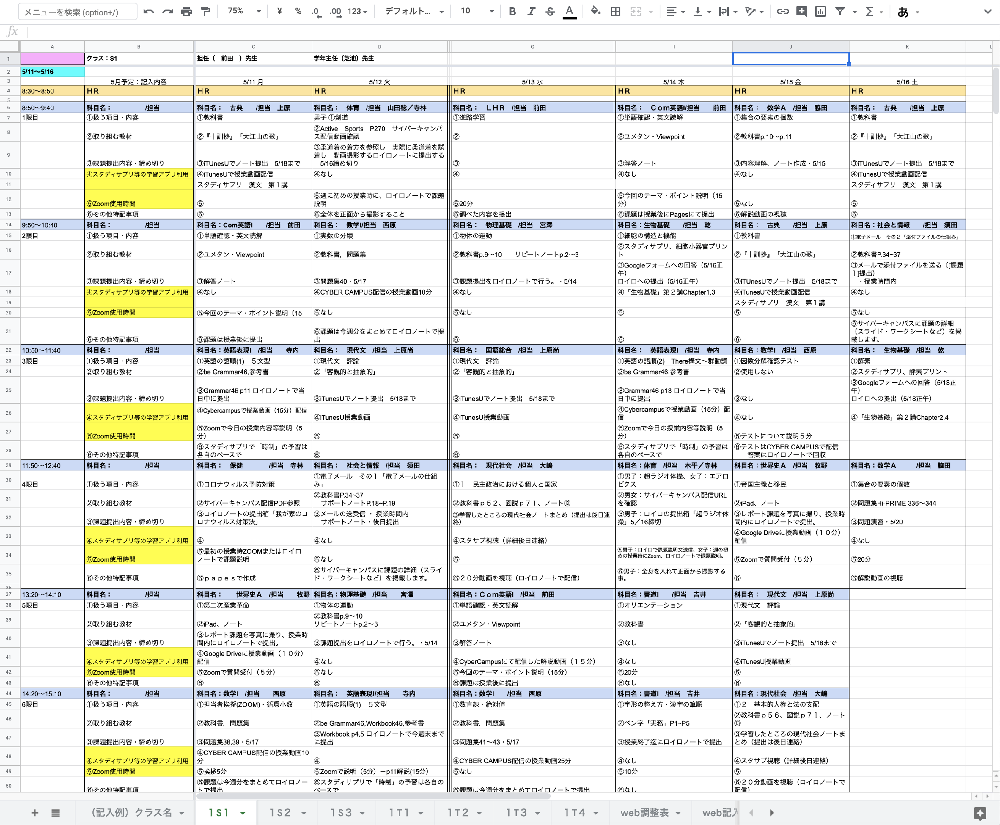 メニューを検索 (option+/)
75%
¥ % .0 .00 123
デフォルト...
10
B I S A
Σ
あ
fx
A B C D G I J K L
1 クラス：S1 担任（　前田　）先生 学年主任（芝池）先生
2 5/11〜5/16
3 5月予定：記入内容 5/11 月 5/12 火 5/13 水 5/14 木 5/15 金 5/16 土
4 8:30〜8:50 ＨＲ ＨＲ ＨＲ ＨＲ ＨＲ ＨＲ ＨＲ
5
6 8:50〜9:40 科目名：　　　　　/担当 科目名：　古典　　/担当　上原 科目名：　体育　/担当　山田稔／寺林 科目名：　ＬＨＲ　/担当　前田 科目名：　Ｃｏｍ英語Ⅰ/担当　　前田 科目名：　数学Ａ　/担当　脇田 科目名：　古典　　/担当　上原
7 1限目 ①扱う項目・内容 ①教科書 男子 ①剣道 ①進路学習 ①単語確認・英文読解 ①集合の要素の個数 ①教科書
8 ②取り組む教材 ②『十訓抄』「大江山の歌」 ②Active　Sports　P270　サイバーキャンパス配信動画確認 ② ②ユメタン・Viewpoint ②教科書p.10〜p.11 ②『十訓抄』「大江山の歌」
9 ③課題提出内容・締め切り ③iTUnesUでノート提出　5/18まで ③柔道着の着方を参照し　実際に柔道着を試着し　動画撮影するロイロノートに提出する　5/16締め切り ③ ③解答ノート ③内容理解、ノート作成・5/15 ③iTUnesUでノート提出　5/18まで
10 ④スタディサプリ等の学習アプリ利用 ④iTunesUで授業動画配信 ④なし ④ ④なし ④なし ④iTunesUで授業動画配信
11 スタディサプリ　漢文　第１講 スタディサプリ　漢文　第１講
12 ⑤Zoom使用時間 ⑤ ⑤週に初めの授業時に、ロイロノートで課題説明 ⑤20分 ⑤今回のテーマ・ポイント説明（15分） ⑤なし ⑤
13 ⑥その他特記事項 ⑥ ⑥全体を正面から撮影すること ⑥調べた内容を提出 ⑥課題は授業後にPagesにて提出 ⑥解説動画の視聴 ⑥
14 9:50〜10:40 科目名：　　　　　/担当 科目名：Com英語Ⅰ　　/担当　前田 科目名：　数学Ⅰ/担当　西原 科目名：　物理基礎　/担当　宮澤 科目名：生物基礎　　/担当　乾 科目名：　古典　　/担当　上原 科目名：社会と情報　　/担当　須田
15 2限目 ①扱う項目・内容 ①単語確認・英文読解 ①実数の分類 ①物体の運動 ①細胞の構造と機能 ①教科書 ①電子メール　その２「添付ファイルの仕組み」
16 ②取り組む教材 ②ユメタン・Viewpoint ②教科書，問題集 ②教科書p.9〜10　　リピートノートp.2〜3 ②スタディサプリ、細胞小器官プリント ②『十訓抄』「大江山の歌」 ②教科書P.34~37
17 ③課題提出内容・締め切り ③解答ノート ③問題集40・5/17 ③課題提出をロイロノートで行う。・5/14 ③Googleフォームへの回答（5/16正午）ロイロへの提出（5/16正午） ③iTUnesUでノート提出　5/18まで ③メールで添付ファイルを送る（[課題１]提出）　・授業時間内
18 ④スタディサプリ等の学習アプリ利用 ④なし ④CYBER CAMPUS配信の授業動画10分 ④なし ④「生物基礎」第２講Chapter1,3 ④iTunesUで授業動画配信 ④なし
19 スタディサプリ　漢文　第１講
20 ⑤Zoom使用時間 ⑤今回のテーマ・ポイント説明（15 ⑤なし ⑤なし ⑤ ⑤ ⑤なし
21 ⑥その他特記事項 ⑥課題は授業後に提出 ⑥課題は今週分をまとめてロイロノートで提出 ⑥ ⑥ ⑥ ⑥サイバーキャンパスに課題の詳細（スライド・ワークシートなど）を掲載します。
22 10:50〜11:40 科目名：　　　　　/担当 科目名：英語表現Ⅰ　/担当　　寺内 科目名：　現代文　/担当　上原尚 科目名：　国語総合　/担当　上原尚 科目名：　英語表現Ⅰ　/担当　寺内 科目名：数学Ⅰ　/担当　西原 科目名：　生物基礎　/担当　乾
23 3限目 ①扱う項目・内容 ①英語の語順(1)　５文型 ①現代文　評論 ①現代文　評論 ①英語の語順(2)　There構文〜群動詞 ①因数分解確認テスト ①酵素
24 ②取り組む教材 ②be Grammar46,参考書 ②「客観的と抽象的」 ②「客観的と抽象的」 ②be Grammar46,参考書 ②使用しない ②スタディサプリ、酵素プリント
25 ③課題提出内容・締め切り ③Grammar46 p11 ロイロノートで当日中に提出 ③iTunesUでノート提出　5/18まで ③iTunesUでノート提出　5/18まで ③Grammar46 p13 ロイロノートで当日中に提出 ③なし ③Googleフォームへの回答（5/18正午）ロイロへの提出（5/18正午）
26 ④スタディサプリ等の学習アプリ利用 ④Cybercampusで授業動画（15分）配信 ④iTunesU授業動画 ④iTunesU授業動画 ④Cybercampusで授業動画（15分）配信 ④なし ④「生物基礎」第２講Chapter2.4
27 ⑤Zoom使用時間 ⑤Zoomで今日の授業内容等説明（5分） ⑤ ⑤ ⑤Zoomで今日の授業内容等説明（5分） ⑤テストについて説明５分
28 ⑥その他特記事項 ⑥スタディサプリで「時制」の予習は各自のペースで ⑥ ⑥ ⑥スタディサプリで「時制」の予習は各自のペースで ⑥テストはCYBER CAMPUSで配信　　答案はロイロノートで回収
29 11:50〜12:40 科目名：　　　　　/担当 科目名：　保健　　　　/担当　寺林 科目名：　社会と情報　/担当　須田 科目名：　現代社会　/担当　大嶋 科目名：体育　/担当　木平／寺林 科目名：世界史Ａ　/担当　牧野 科目名：数学Ａ　　　/担当　脇田
30 4限目 ①扱う項目・内容 ①コロナウィルス予防対策 ①電子メール　その１「電子メールの仕組み」 ①１　民主政治における個人と国家 ①男子：超ラジオ体操、女子：エアロビクス ①帝国主義と移民 ①集合の要素の個数
31 ②取り組む教材 ②サイバーキャンパス配信PDF参照 ②教科書P.34~37　サポートノートP.18~P.19 ②教科書ｐ５２、図説ｐ７１、ノート⑫ ②男女：サイバーキャンパス配信URLを確認 ②iPad、ノート ②問題集Hi-PRIME 336〜344
32 ③課題提出内容・締め切り ③ロイロノートの提出箱「我が家のコロナウィルス対策法」 ③メールの送受信 ・ 授業時間内　サポートノート・後日提出 ③学習したところの現代社会ノートまとめ（提出は後日連絡） ③男子：ロイロの提出箱「超ラジオ体操」5／16締切 ③レポート課題を写真に撮り、授業時間内にロイロノートで提出。 ③問題演習・5/20
33 ④スタディサプリ等の学習アプリ利用 ④ ④なし ④スタサプ視聴（詳細後日連絡） ④Google Driveに授業動画（１０分）配信 ④なし
34 ⑤Zoom使用時間 ⑤最初の授業時ZOOMまたはロイロノートで課題説明 ⑤なし ⑤ ⑤男子：ロイロで課題説明文送信、女子：週の初めの授業時にZoom、ロイロノートで課題説明。 ⑤Zoomで質問受付（５分） ⑤20分
35 ⑥その他特記事項 ⑥ｐａｇｅｓで作成 ⑥サイバーキャンパスに課題の詳細（スライド・ワークシートなど）を掲載します。 ⑥２０分動画を視聴（ロイロノートで配信） ⑥男子：全身を入れて正面から撮影する事。 ⑥ ⑥解説動画の視聴
36
37 13:20〜14:10 科目名：　　　　　/担当 科目名：　　世界史Ａ　/担当　　牧野 科目名：物理基礎　/担当　　宮澤 科目名：Ｃｏｍ英語Ⅰ　/担当　前田 科目名：書道Ⅰ　　/担当　吉井 科目名：　現代文　/担当　上原尚
38 5限目 ①扱う項目・内容 ①第二次産業革命 ①物体の運動 ①単語確認・英文読解 ①オリエンテーション ①現代文　評論
39 ②取り組む教材 ②iPad、ノート ②教科書p.9〜10 リピートノートp.2〜3 ②ユメタン・Viewpoint ②教科書 ②「客観的と抽象的」
40 ③課題提出内容・締め切り ③レポート課題を写真に撮り、授業時間内にロイロノートで提出。 ③課題提出をロイロノートで行う。・5/14 ③解答ノート ③なし ③iTunesUでノート提出　5/18まで
41 ④スタディサプリ等の学習アプリ利用 ④Google Driveに授業動画（１０分）配信 ④なし ④CyberCampusにて配信した解説動画（１５分） ④なし ④iTunesU授業動画
42 ⑤Zoom使用時間 ⑤Zoomで質問受付（５分） ⑤なし ⑤今回のテーマ・ポイント説明（15分） ⑤20分 ⑤
43 ⑥その他特記事項 ⑥ ⑥ ⑥課題は授業後に提出 ⑥なし ⑥
44 14:20〜15:10 科目名：　　　　　/担当 科目名：数学Ⅰ　/担当　　西原 科目名：　英語表現Ⅰ/担当　　寺内 科目名：数学Ⅰ　　/担当　西原 科目名：書道Ⅰ　/担当　吉井 科目名：現代社会　/担当　大嶋
45 6限目 ①扱う項目・内容 ①担当者挨拶(ZOOM)・循環小数 ①英語の語順(1)　５文型 ①数直線・絶対値 ①字形の整え方・漢字の筆順 ①２　基本的人権と法の支配
46 ②取り組む教材 ②教科書，問題集 ②be Grammar46,Workbook46,参考書 ②教科書，問題集 ②ペン字「実務」P1~P5 ②教科書ｐ５６、図説ｐ７１、ノート⑬
47 ③課題提出内容・締め切り ③問題集38,39・5/17 ③Workbook p4,5 ロイロノートで今週末までに提出 ③問題集41〜43・5/17 ③授業終了迄にロイロノートで提出 ③学習したところの現代社会ノートまとめ（提出は後日連絡）
48 ④スタディサプリ等の学習アプリ利用 ④CYBER CAMPUS配信の授業動画10分 ④ ④CYBER CAMPUS配信の授業動画25分 ④なし ④スタサプ視聴（詳細後日連絡）
49 ⑤Zoom使用時間 ⑤挨拶5分 ⑤Zoomで説明（5分）＋p11解説(15分） ⑤なし ⑤10分 ⑤
50 ⑥その他特記事項 ⑥課題は今週分をまとめてロイロノートで提出 ⑥スタディサプリで「時制」の予習は各自のペースで ⑥課題は今週分をまとめてロイロノートで提出 ⑥なし ⑥２０分動画を視聴（ロイロノートで配信）
（記入例）クラス名 １Ｓ１ １Ｓ２ １Ｓ３ １Ｔ１ １Ｔ２ １Ｔ３ １Ｔ４ web調整表 web記入